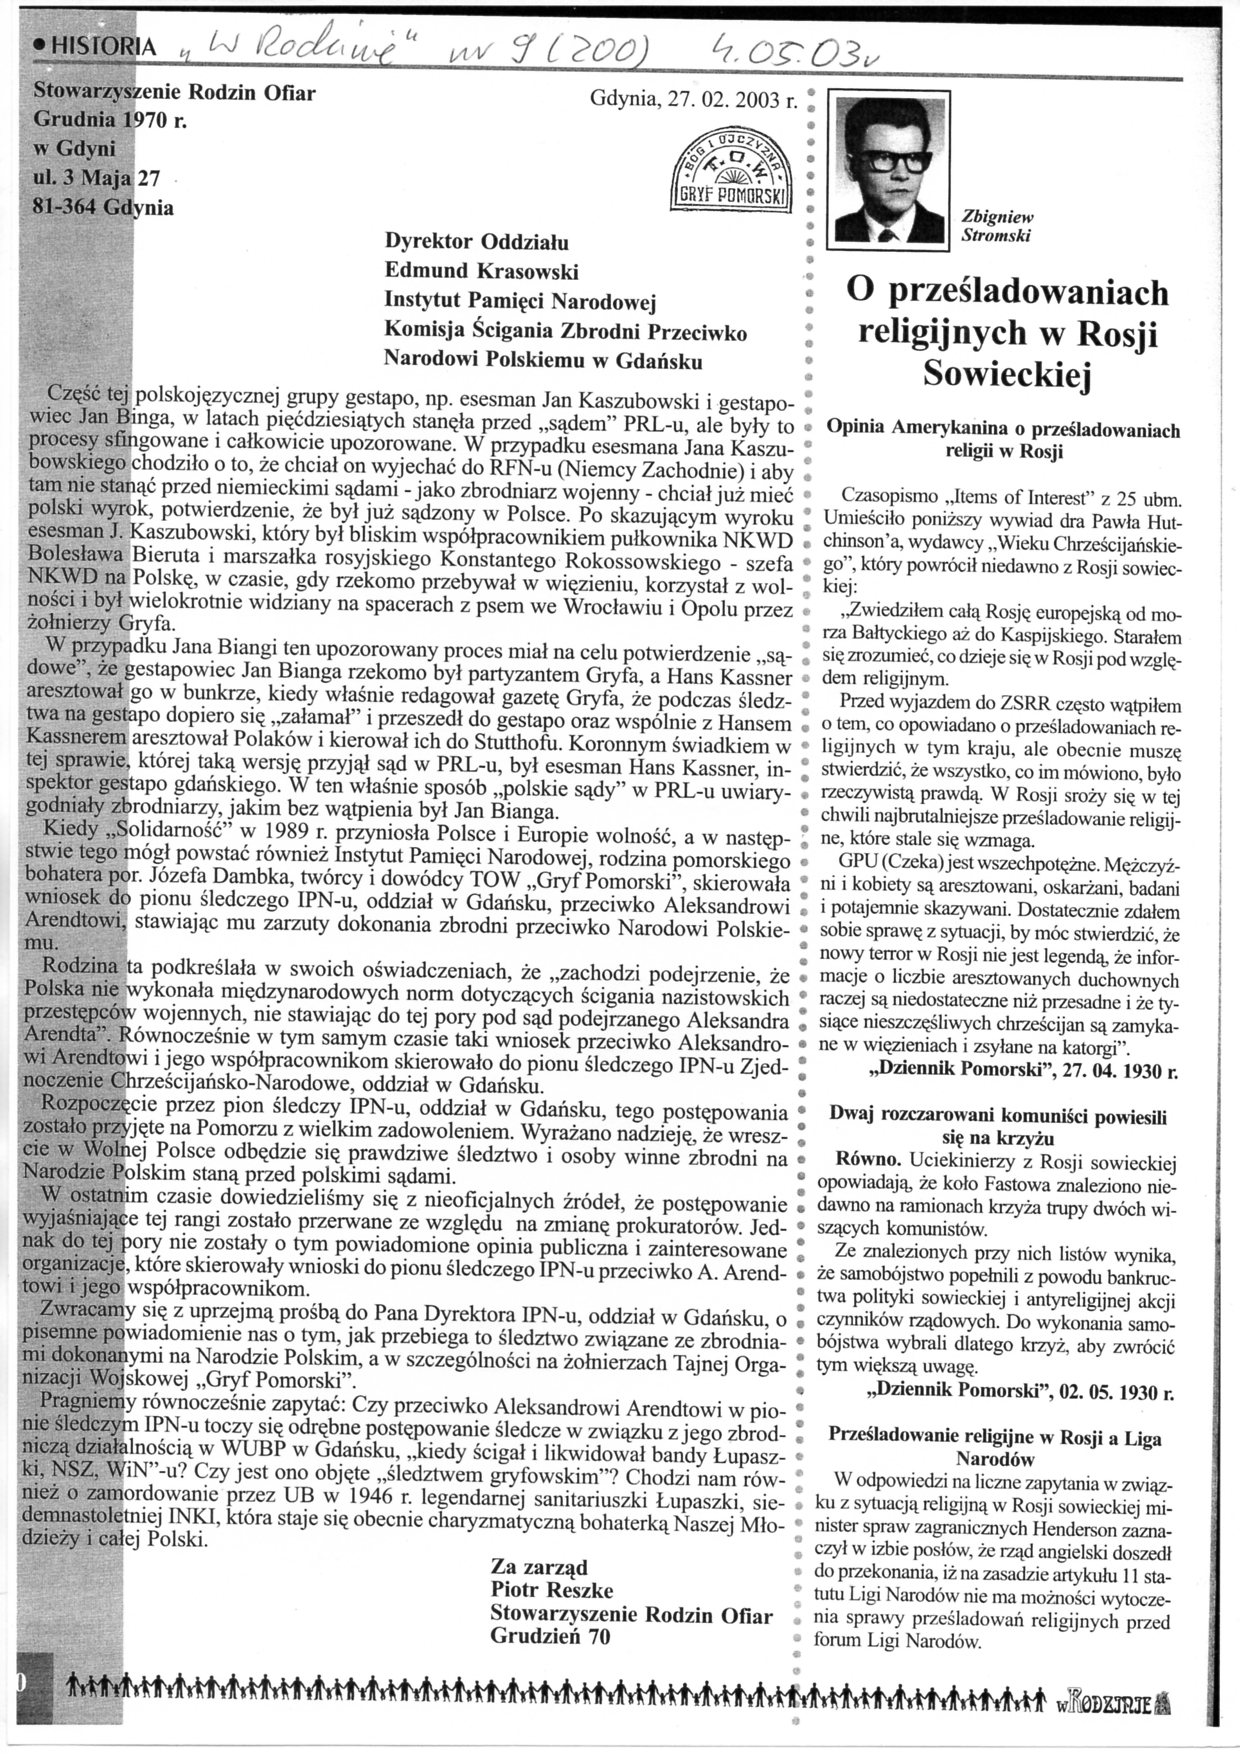 • HISTORIA „W Rodzinie“ nr 9 (200) 4.05.03r
Stowarzyszenie Rodzin Ofiar
Grudnia 1970 r.
w Gdyni
ul. 3 Maja 27
81-364 Gdynia
Gdynia, 27. 02. 2003 r.
BÓG I OJCZYZNA
T.O.W.
GRYF POMORSKI
Dyrektor Oddziału
Edmund Krasowski
Instytut Pamięci Narodowej
Komisja Ścigania Zbrodni Przeciwko
Narodowi Polskiemu w Gdańsku
Część tej polskojęzycznej grupy gestapo, np. esesman Jan Kaszubowski i gestapo-
wiec Jan Binga, w latach pięćdziesiątych stanęła przed „sądem” PRL-u, ale były to
procesy sfingowane i całkowicie upozorowane. W przypadku esesmana Jana Kaszu-
bowskiego chodziło o to, że chciał on wyjechać do RFN-u (Niemcy Zachodnie) i aby
tam nie stanąć przed niemieckimi sądami - jako zbrodniarz wojenny - chciał już mieć
polski wyrok, potwierdzenie, że był już sądzony w Polsce. Po skazującym wyroku
esesman J. Kaszubowski, który był bliskim współpracownikiem pułkownika NKWD
Bolesława Bieruta i marszałka rosyjskiego Konstantego Rokossowskiego - szefa
NKWD na Polskę, w czasie, gdy rzekomo przebywał w więzieniu, korzystał z wol-
ności i był wielokrotnie widziany na spacerach z psem we Wrocławiu i Opolu przez
żołnierzy Gryfa.
W przypadku Jana Biangi ten upozorowany proces miał na celu potwierdzenie „są-
dowe”, że gestapowiec Jan Bianga rzekomo był partyzantem Gryfa, a Hans Kassner
aresztował go w bunkrze, kiedy właśnie redagował gazetę Gryfa, że podczas śledz-
twa na gestapo dopiero się „załamał” i przeszedł do gestapo oraz wspólnie z Hansem
Kassnerem aresztował Polaków i kierował ich do Stutthofu. Koronnym świadkiem w
tej sprawie, której taką wersję przyjął sąd w PRL-u, był esesman Hans Kassner, in-
spektor gestapo gdańskiego. W ten właśnie sposób „polskie sądy” w PRL-u uwiary-
godniały zbrodniarzy, jakim bez wątpienia był Jan Bianga.
Kiedy „Solidarność” w 1989 r. przyniosła Polsce i Europie wolność, a w następ-
stwie tego mógł powstać również Instytut Pamięci Narodowej, rodzina pomorskiego
bohatera por. Józefa Dambka, twórcy i dowódcy TOW „Gryf Pomorski”, skierowała
wniosek do pionu śledczego IPN-u, oddział w Gdańsku, przeciwko Aleksandrowi
Arendtowi, stawiając mu zarzuty dokonania zbrodni przeciwko Narodowi Polskie-
mu.
Rodzina ta podkreślała w swoich oświadczeniach, że „zachodzi podejrzenie, że
Polska nie wykonała międzynarodowych norm dotyczących ścigania nazistowskich
przestępców wojennych, nie stawiając do tej pory pod sąd podejrzanego Aleksandra
Arendta”. Równocześnie w tym samym czasie taki wniosek przeciwko Aleksandro-
wi Arendtowi i jego współpracownikom skierowało do pionu śledczego IPN-u Zjed-
noczenie Chrześcijańsko-Narodowe, oddział w Gdańsku.
Rozpoczęcie przez pion śledczy IPN-u, oddział w Gdańsku, tego postępowania
zostało przyjęte na Pomorzu z wielkim zadowoleniem. Wyrażano nadzieję, że wresz-
cie w Wolnej Polsce odbędzie się prawdziwe śledztwo i osoby winne zbrodni na
Narodzie Polskim staną przed polskimi sądami.
W ostatnim czasie dowiedzieliśmy się z nieoficjalnych źródeł, że postępowanie
wyjaśniające tej rangi zostało przerwane ze względu na zmianę prokuratorów. Jed-
nak do tej pory nie zostały o tym powiadomione opinia publiczna i zainteresowane
organizacje, które skierowały wnioski do pionu śledczego IPN-u przeciwko A. Arend-
towi i jego współpracownikom.
Zwracamy się z uprzejmą prośbą do Pana Dyrektora IPN-u, oddział w Gdańsku, o
pisemne powiadomienie nas o tym, jak przebiega to śledztwo związane ze zbrodnia-
mi dokonanymi na Narodzie Polskim, a w szczególności na żołnierzach Tajnej Orga-
nizacji Wojskowej „Gryf Pomorski”.
Pragniemy równocześnie zapytać: Czy przeciwko Aleksandrowi Arendtowi w pio-
nie śledczym IPN-u toczy się odrębne postępowanie śledcze w związku z jego zbrod-
niczą działalnością w WUBP w Gdańsku, „kiedy ścigał i likwidował bandy Łupasz-
ki, NSZ, WiN”-u? Czy jest ono objęte „śledztwem gryfowskim”? Chodzi nam rów-
nież o zamordowanie przez UB w 1946 r. legendarnej sanitariuszki Łupaszki, sie-
demnastoletniej INKI, która staje się obecnie charyzmatyczną bohaterką Naszej Mło-
dzieży i całej Polski.
Za zarząd
Piotr Reszke
Stowarzyszenie Rodzin Ofiar
Grudzień 70
Zbigniew
Stromski
O prześladowaniach
religijnych w Rosji
Sowieckiej
Opinia Amerykanina o prześladowaniach
religii w Rosji
Czasopismo „Items of Interest” z 25 ubm.
Umieściło poniższy wywiad dra Pawła Hut-
chinson’a, wydawcy „Wieku Chrześcijańskie-
go”, który powrócił niedawno z Rosji sowiec-
kiej:
„Zwiedziłem całą Rosję europejską od mo-
rza Bałtyckiego aż do Kaspijskiego. Starałem
się zrozumieć, co dzieje się w Rosji pod wzglę-
dem religijnym.
Przed wyjazdem do ZSRR często wątpiłem
o tem, co opowiadano o prześladowaniach re-
ligijnych w tym kraju, ale obecnie muszę
stwierdzić, że wszystko, co im mówiono, było
rzeczywistą prawdą. W Rosji sroży się w tej
chwili najbrutalniejsze prześladowanie religij-
ne, które stale się wzmaga.
GPU (Czeka) jest wszechpotężne. Mężczyź-
ni i kobiety są aresztowani, oskarżani, badani
i potajemnie skazywani. Dostatecznie zdałem
sobie sprawę z sytuacji, by móc stwierdzić, że
nowy terror w Rosji nie jest legendą, że infor-
macje o liczbie aresztowanych duchownych
raczej są niedostateczne niż przesadne i że ty-
siące nieszczęśliwych chrześcijan są zamyka-
ne w więzieniach i zsyłane na katorgi”.
„Dziennik Pomorski”, 27. 04. 1930 r.
Dwaj rozczarowani komuniści powiesili
się na krzyżu
Równo. Uciekinierzy z Rosji sowieckiej
opowiadają, że koło Fastowa znaleziono nie-
dawno na ramionach krzyża trupy dwóch wi-
szących komunistów.
Ze znalezionych przy nich listów wynika,
że samobójstwo popełnili z powodu bankruc-
twa polityki sowieckiej i antyreligijnej akcji
czynników rządowych. Do wykonania samo-
bójstwa wybrali dlatego krzyż, aby zwrócić
tym większą uwagę.
„Dziennik Pomorski”, 02. 05. 1930 r.
Prześladowanie religijne w Rosji a Liga
Narodów
W odpowiedzi na liczne zapytania w związ-
ku z sytuacją religijną w Rosji sowieckiej mi-
nister spraw zagranicznych Henderson zazna-
czył w izbie posłów, że rząd angielski doszedł
do przekonania, iż na zasadzie artykułu 11 sta-
tutu Ligi Narodów nie ma możności wytocze-
nia sprawy prześladowań religijnych przed
forum Ligi Narodów.
0
wRODZINIE